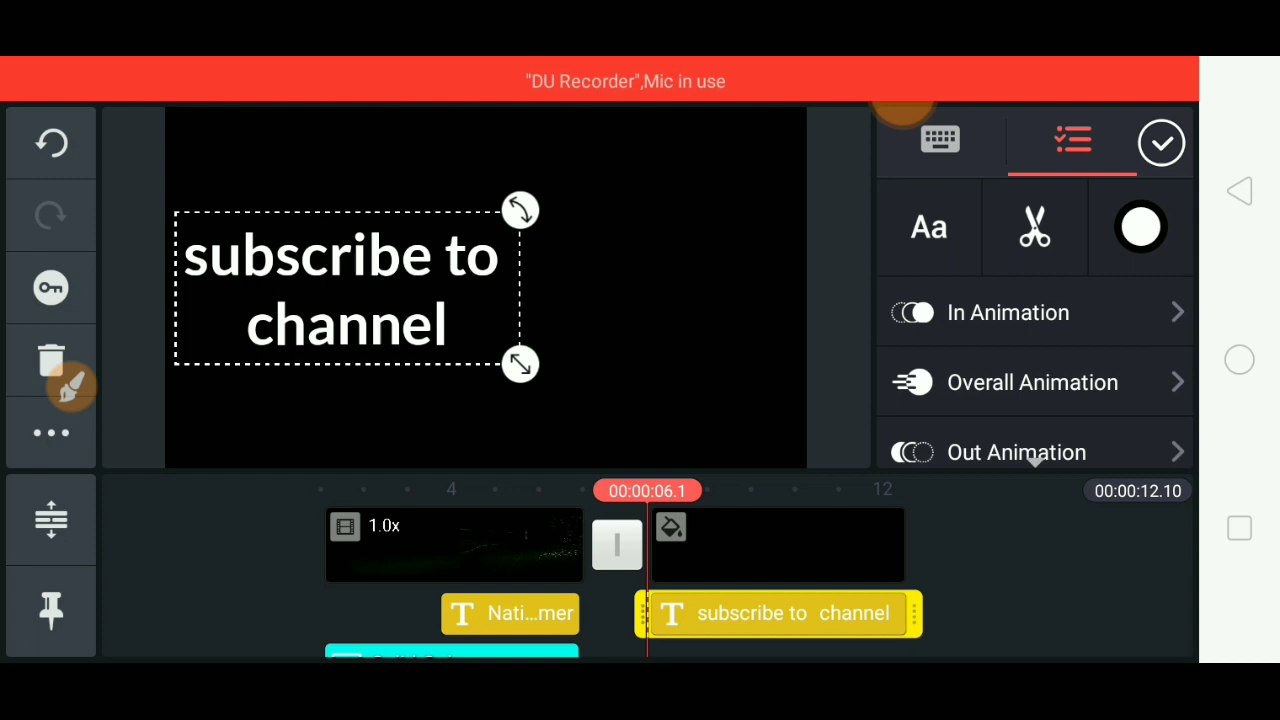 "DU Recorder",Mic in use
subscribe to
channel
Aa
In Animation
Overall Animation
Out Animation
4
00:00:06.1
12
00:00:12.10
1.0x
T Nati...mer
T subscribe to channel